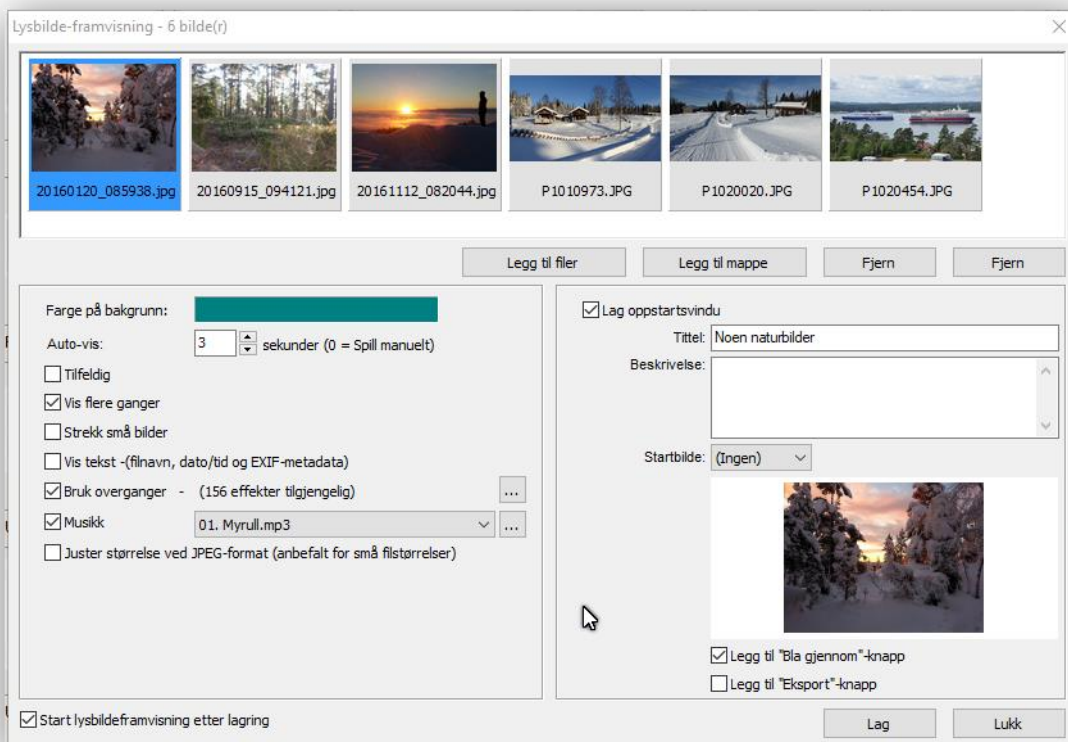 Lysbilde-framvisning - 6 bilde(r)
20160120_085938.jpg 20160915_094121.jpg 20161112_082044.jpg P1010973.JPG P1020020.JPG P1020454.JPG
Legg til filer Legg til mappe Fjern Fjern
Farge på bakgrunn:
Auto-vis: 3 sekunder (0 = Spill manuelt)
Tilfeldig
Vis flere ganger
Strekk små bilder
Vis tekst -(filnavn, dato/tid og EXIF-metadata)
Bruk overganger - (156 effekter tilgjengelig) ...
Musikk 01. Myrull.mp3 ...
Juster størrelse ved JPEG-format (anbefalt for små filstørrelser)
Lag oppstartsvindu
Tittel: Noen naturbilder
Beskrivelse:
Startbilde: (Ingen)
Legg til "Bla gjennom"-knapp
Legg til "Eksport"-knapp
Start lysbildeframvisning etter lagring
Lag Lukk